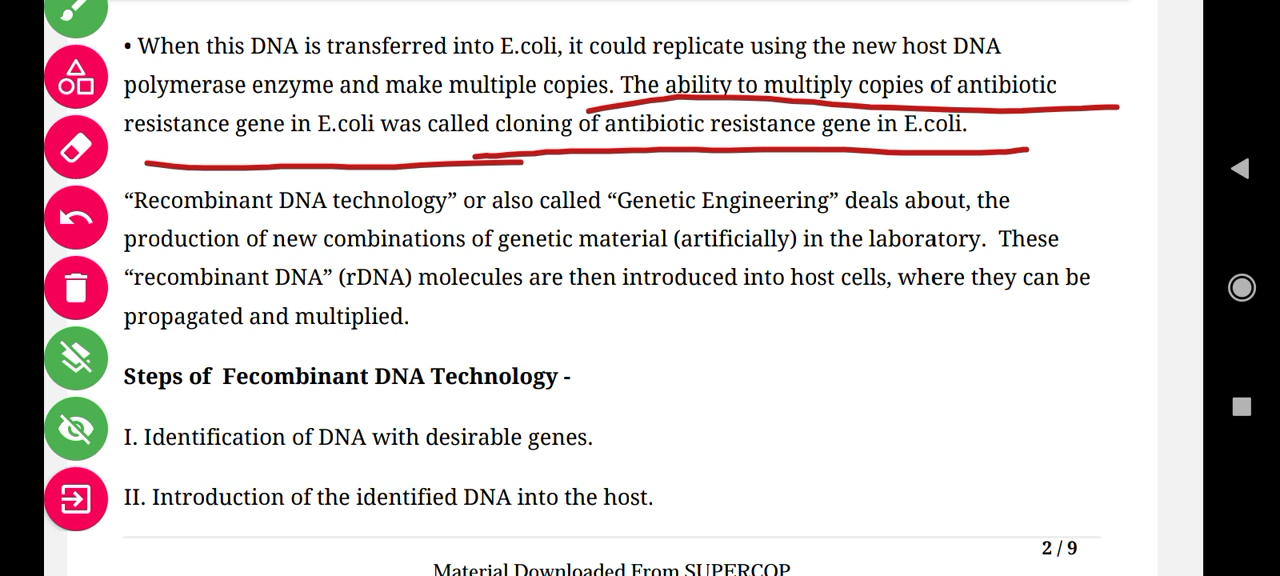 • When this DNA is transferred into E.coli, it could replicate using the new host DNA
polymerase enzyme and make multiple copies. The ability to multiply copies of antibiotic
resistance gene in E.coli was called cloning of antibiotic resistance gene in E.coli.
“Recombinant DNA technology” or also called “Genetic Engineering” deals about, the
production of new combinations of genetic material (artificially) in the laboratory. These
“recombinant DNA” (rDNA) molecules are then introduced into host cells, where they can be
propagated and multiplied.
Steps of Fecombinant DNA Technology -
I. Identification of DNA with desirable genes.
II. Introduction of the identified DNA into the host.
2 / 9
Material Downloaded From SUPERCOP